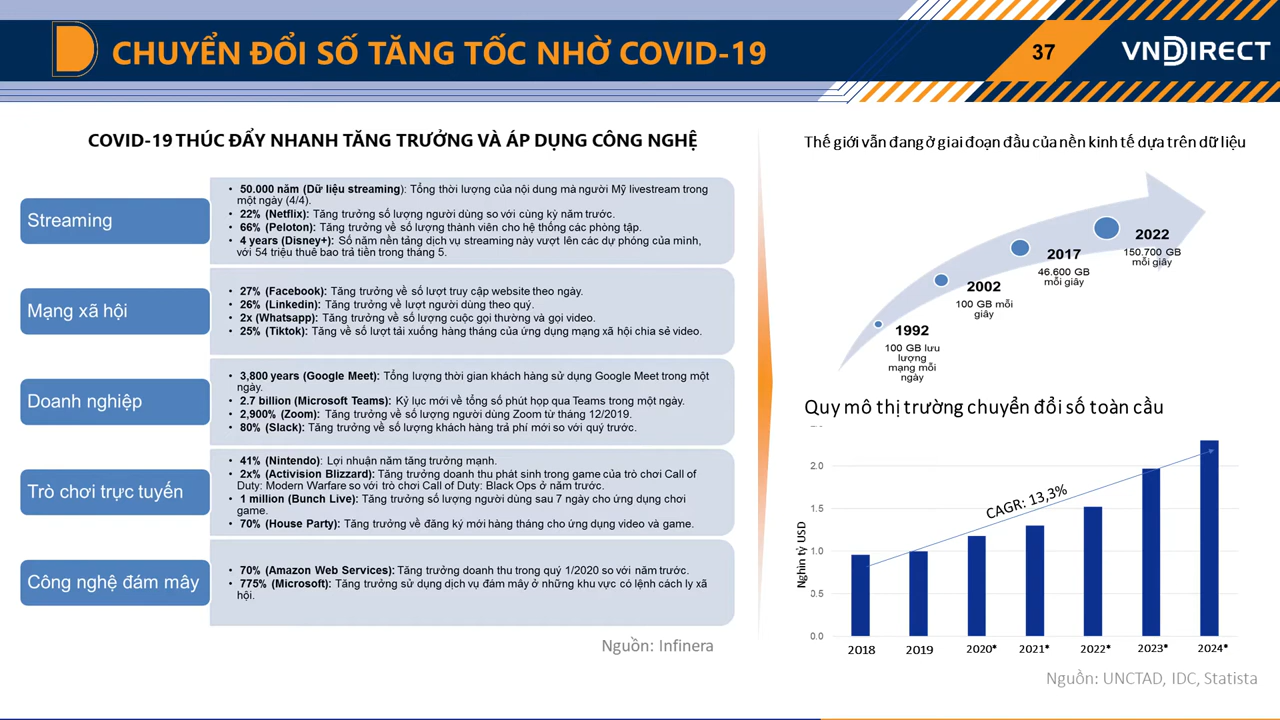 CHUYỂN ĐỔI SỐ TĂNG TỐC NHỜ COVID-19
37
VNDIRECT
COVID-19 THÚC ĐẨY NHANH TĂNG TRƯỞNG VÀ ÁP DỤNG CÔNG NGHỆ
Streaming
• 50.000 năm (Dữ liệu streaming): Tổng thời lượng của nội dung mà người Mỹ livestream trong
một ngày (4/4).
• 22% (Netflix): Tăng trưởng số lượng người dùng so với cùng kỳ năm trước.
• 66% (Peloton): Tăng trưởng về số lượng thành viên cho hệ thống các phòng tập.
• 4 years (Disney+): Số năm nền tảng dịch vụ streaming này vượt lên các dự phóng của mình,
với 54 triệu thuê bao trả tiền trong tháng 5.
Mạng xã hội
• 27% (Facebook): Tăng trưởng về số lượt truy cập website theo ngày.
• 26% (Linkedin): Tăng trưởng về lượt người dùng theo quý.
• 2x (Whatsapp): Tăng trưởng về số lượng cuộc gọi thường và gọi video.
• 25% (Tiktok): Tăng về số lượt tải xuống hàng tháng của ứng dụng mạng xã hội chia sẻ video.
Doanh nghiệp
• 3,800 years (Google Meet): Tổng lượng thời gian khách hàng sử dụng Google Meet trong một
ngày.
• 2.7 billion (Microsoft Teams): Kỷ lục mới về tổng số phút họp qua Teams trong một ngày.
• 2,900% (Zoom): Tăng trưởng về số lượng người dùng Zoom từ tháng 12/2019.
• 80% (Slack): Tăng trưởng về số lượng khách hàng trả phí mới so với quý trước.
Trò chơi trực tuyến
• 41% (Nintendo): Lợi nhuận năm tăng trưởng mạnh.
• 2x% (Activision Blizzard): Tăng trưởng doanh thu phát sinh trong game của trò chơi Call of
Duty: Modern Warfare so với trò chơi Call of Duty: Black Ops ở năm trước.
• 1 million (Bunch Live): Tăng trưởng số lượng người dùng sau 7 ngày cho ứng dụng chơi
game.
• 70% (House Party): Tăng trưởng về đăng ký mới hàng tháng cho ứng dụng video và game.
Công nghệ đám mây
• 70% (Amazon Web Services): Tăng trưởng doanh thu trong quý 1/2020 so với năm trước.
• 775% (Microsoft): Tăng trưởng sử dụng dịch vụ đám mây ở những khu vực có lệnh cách ly xã
hội.
Nguồn: Infinera
Thế giới vẫn đang ở giai đoạn đầu của nền kinh tế dựa trên dữ liệu
1992
100 GB lưu
lượng
mạng mỗi
ngày
2002
100 GB mỗi
giây
2017
46.600 GB
mỗi giây
2022
150.700 GB
mỗi giây
Quy mô thị trường chuyển đổi số toàn cầu
Nghìn tỷ USD
2.0
1.5
1.0
0.5
0.0
CAGR: 13,3%
2018 2019 2020* 2021* 2022* 2023* 2024*
Nguồn: UNCTAD, IDC, Statista